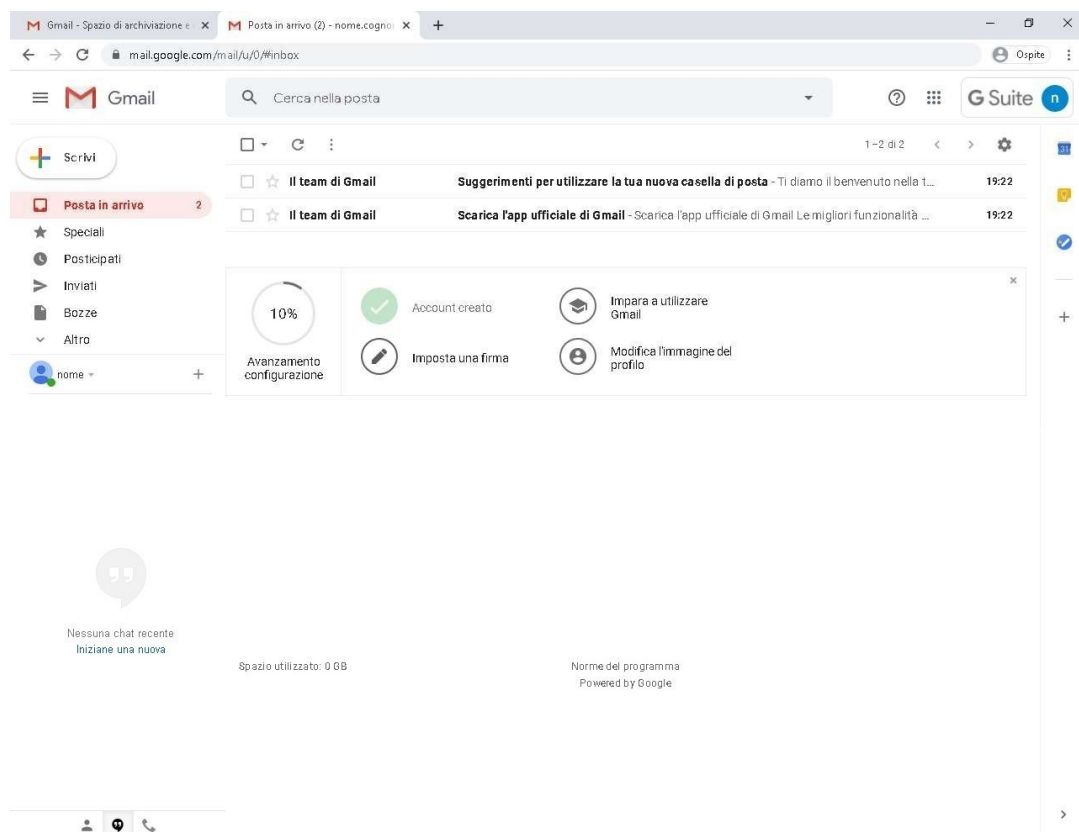 Gmail - Spazio di archiviazione e
Posta in arrivo (2) - nome.cogno
mail.google.com/mail/u/0/#inbox
Ospite
Gmail
Cerca nella posta
G Suite
n
Scrivi
1–2 di 2
31
Il team di Gmail Suggerimenti per utilizzare la tua nuova casella di posta - Ti diamo il benvenuto nella t... 19:22
Posta in arrivo 2
Il team di Gmail Scarica l'app ufficiale di Gmail - Scarica l'app ufficiale di Gmail Le migliori funzionalità ... 19:22
Speciali
Posticipati
Inviati
Bozze
Altro
nome
10%
Avanzamento
configurazione
Account creato
Impara a utilizzare
Gmail
Imposta una firma
Modifica l'immagine del
profilo
Nessuna chat recente
Iniziane una nuova
Spazio utilizzato: 0 GB
Norme del programma
Powered by Google